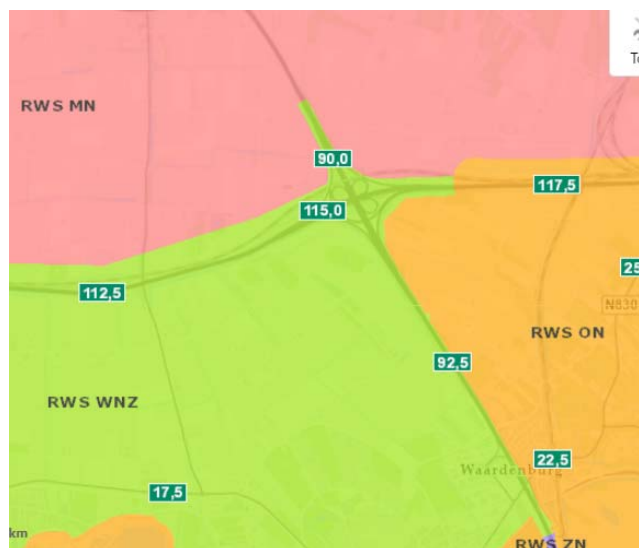 To
RWS MN
90,0
117,5
115,0
25
112,5
N830
RWS ON
92,5
RWS WNZ
22,5
Waardenburg
17,5
km
RWS ZN